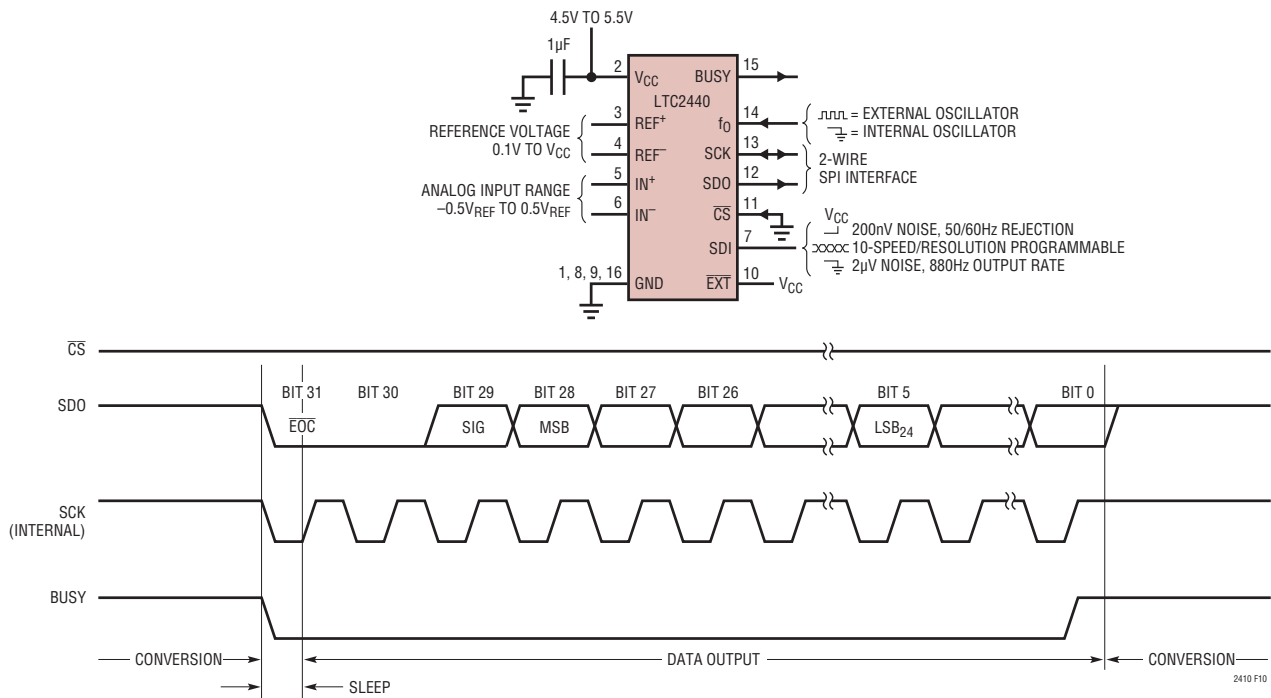 4.5V TO 5.5V
1µF
2
VCC
BUSY
15
LTC2440
REFERENCE VOLTAGE
0.1V TO VCC
3
REF+
4
REF–
fO
14
= EXTERNAL OSCILLATOR
= INTERNAL OSCILLATOR
SCK
13
SDO
12
2-WIRE
SPI INTERFACE
ANALOG INPUT RANGE
–0.5VREF TO 0.5VREF
5
IN+
6
IN–
CS
11
SDI
7
VCC
200nV NOISE, 50/60Hz REJECTION
10-SPEED/RESOLUTION PROGRAMMABLE
2µV NOISE, 880Hz OUTPUT RATE
1, 8, 9, 16
GND
EXT
10
VCC
CS
SDO
BIT 31
BIT 30
BIT 29
BIT 28
BIT 27
BIT 26
BIT 5
BIT 0
EOC
SIG
MSB
LSB24
SCK
(INTERNAL)
BUSY
CONVERSION
DATA OUTPUT
CONVERSION
SLEEP
2410 F10